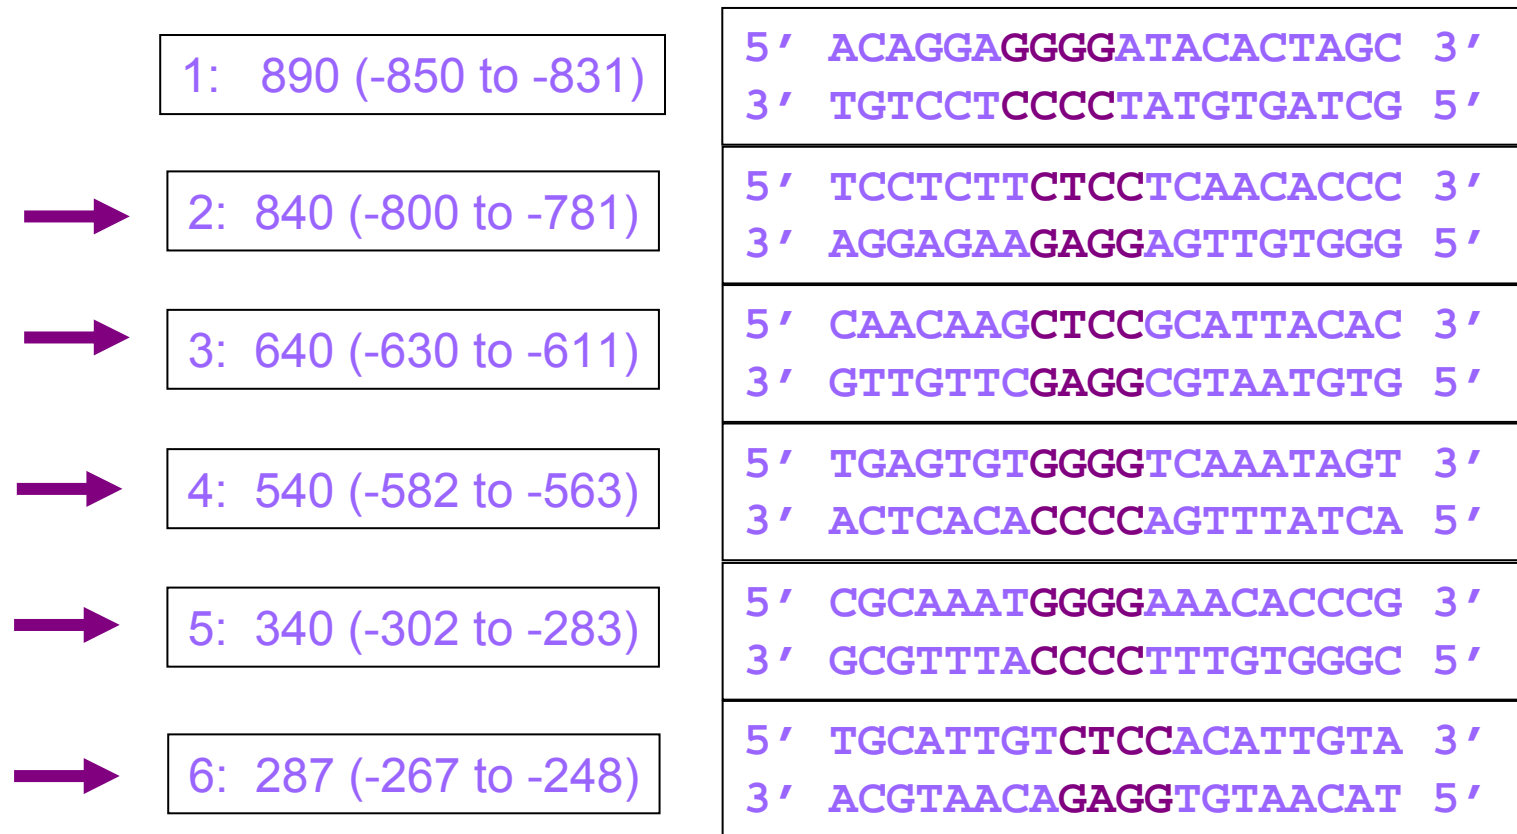 1: 890 (-850 to -831)
5′ ACAGGAGGGGATACACTAGC 3′
3′ TGTCCTCCCCTATGTGATCG 5′
2: 840 (-800 to -781)
5′ TCCTCTTCTCCTCAACACCC 3′
3′ AGGAGAAGAGGAGTTGTGGG 5′
3: 640 (-630 to -611)
5′ CAACAAGCTCCGCATTACAC 3′
3′ GTTGTTCGAGGCGTAATGTG 5′
4: 540 (-582 to -563)
5′ TGAGTGTGGGGTCAAATAGT 3′
3′ ACTCACACCCCAGTTTATCA 5′
5: 340 (-302 to -283)
5′ CGCAAATGGGGAAACACCCG 3′
3′ GCGTTTACCCCTTTGTGGGC 5′
6: 287 (-267 to -248)
5′ TGCATTGTCTCCACATTGTA 3′
3′ ACGTAACAGAGGTGTAACAT 5′